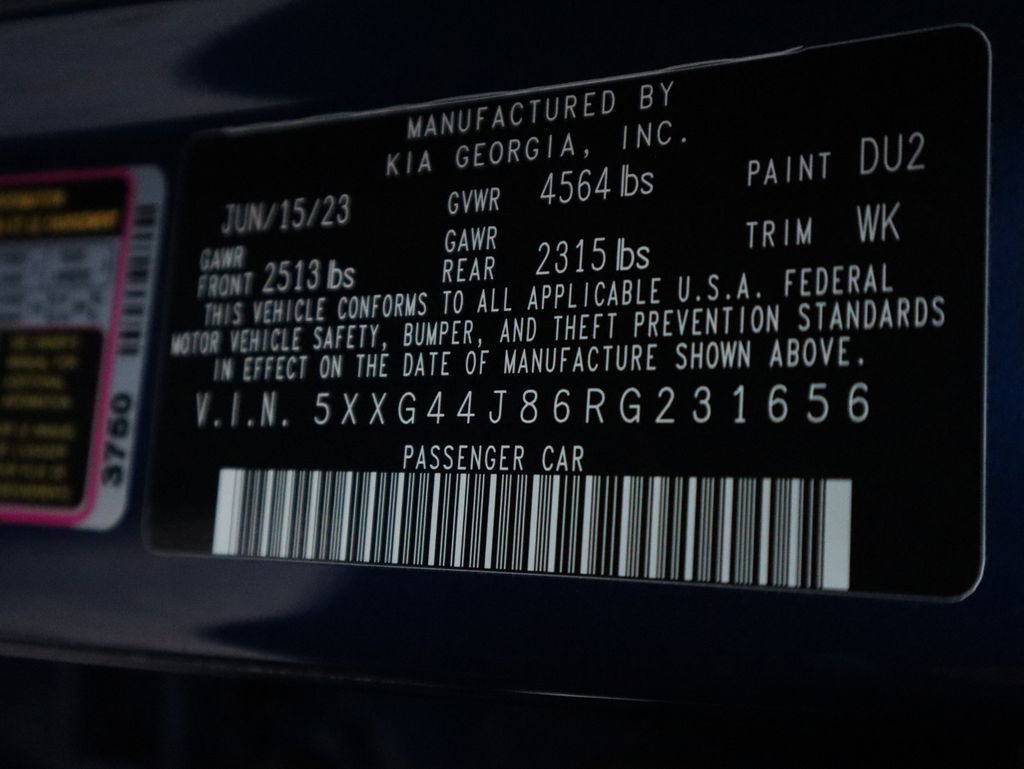 MANUFACTURED BY
KIA GEORGIA, INC.
JUN/15/23 GVWR 4564 lbs PAINT DU2
GAWR FRONT 2513 lbs GAWR REAR 2315 lbs TRIM WK
THIS VEHICLE CONFORMS TO ALL APPLICABLE U.S.A. FEDERAL
MOTOR VEHICLE SAFETY, BUMPER, AND THEFT PREVENTION STANDARDS
IN EFFECT ON THE DATE OF MANUFACTURE SHOWN ABOVE.
V.I.N. 5XXG44J86RG231656
PASSENGER CAR
3760